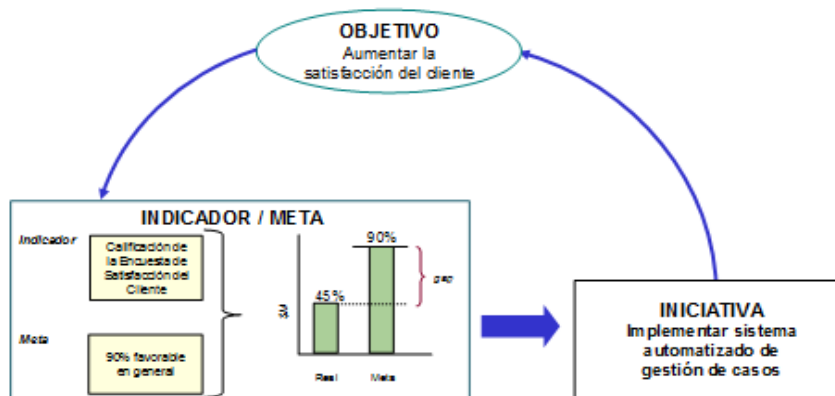 OBJETIVO
Aumentar la
satisfacción del cliente
INDICADOR / META
Indicador
Calificación de
la Encuesta de
Satisfacción del
Cliente
Meta
90% favorable
en general
90%
45%
gap
Real
Meta
INICIATIVA
Implementar sistema
automatizado de
gestión de casos